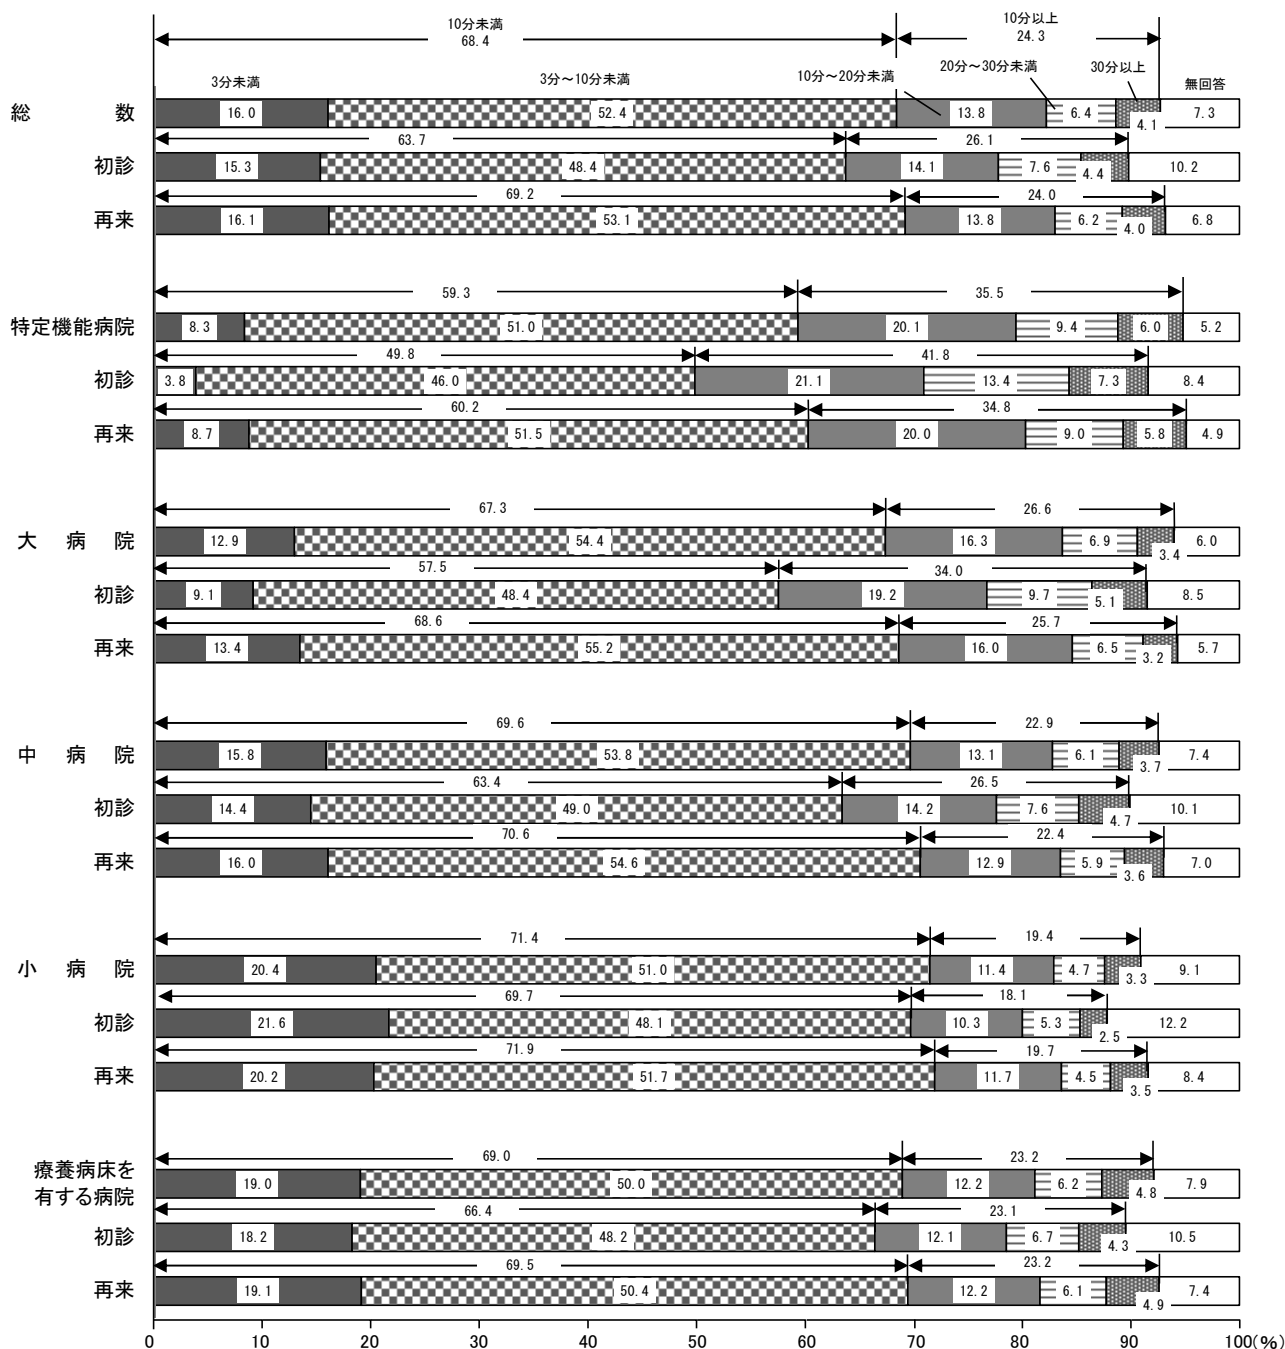 10分未満 10分以上
68.4 24.3
3分未満 3分～10分未満 10分～20分未満 20分～30分未満 30分以上 無回答
総数 16.0 52.4 13.8 6.4 4.1 7.3
63.7 26.1
初診 15.3 48.4 14.1 7.6 4.4 10.2
69.2 24.0
再来 16.1 53.1 13.8 6.2 4.0 6.8
59.3 35.5
特定機能病院 8.3 51.0 20.1 9.4 6.0 5.2
49.8 41.8
初診 3.8 46.0 21.1 13.4 7.3 8.4
60.2 34.8
再来 8.7 51.5 20.0 9.0 5.8 4.9
67.3 26.6
大病院 12.9 54.4 16.3 6.9 3.4 6.0
57.5 34.0
初診 9.1 48.4 19.2 9.7 5.1 8.5
68.6 25.7
再来 13.4 55.2 16.0 6.5 3.2 5.7
69.6 22.9
中病院 15.8 53.8 13.1 6.1 3.7 7.4
63.4 26.5
初診 14.4 49.0 14.2 7.6 4.7 10.1
70.6 22.4
再来 16.0 54.6 12.9 5.9 3.6 7.0
71.4 19.4
小病院 20.4 51.0 11.4 4.7 3.3 9.1
69.7 18.1
初診 21.6 48.1 10.3 5.3 2.5 12.2
71.9 19.7
再来 20.2 51.7 11.7 4.5 3.5 8.4
69.0 23.2
療養病床を
有する病院 19.0 50.0 12.2 6.2 4.8 7.9
66.4 23.1
初診 18.2 48.2 12.1 6.7 4.3 10.5
69.5 23.2
再来 19.1 50.4 12.2 6.1 4.9 7.4
0 10 20 30 40 50 60 70 80 90 100(%)